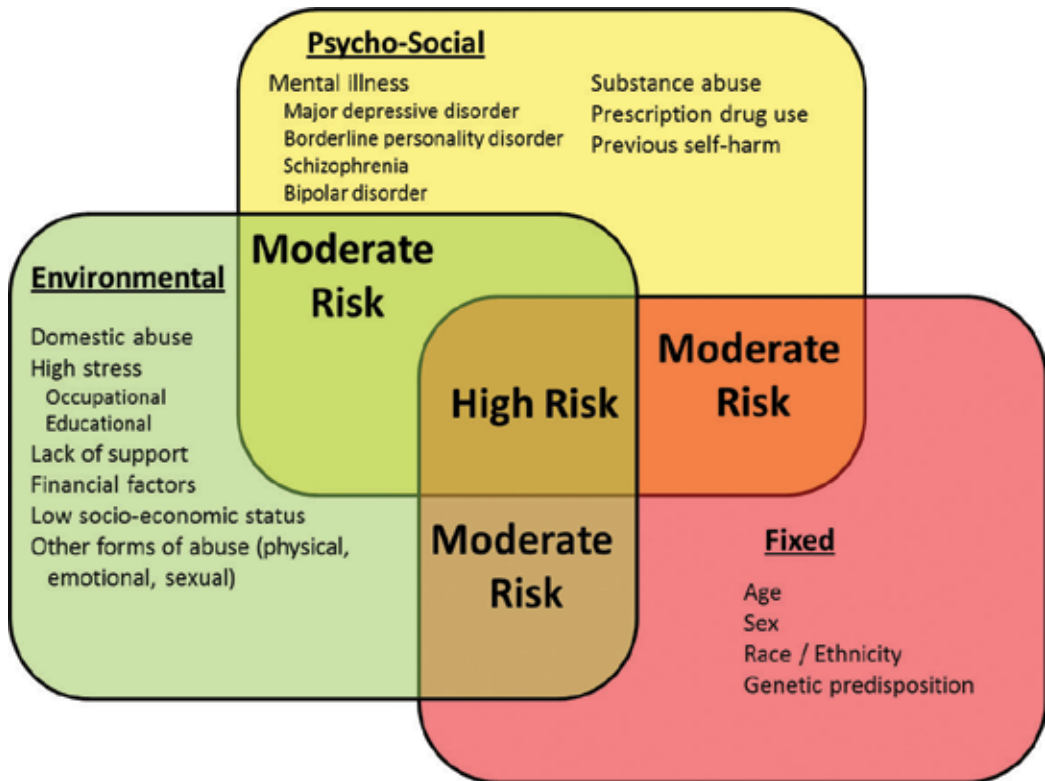 Psycho-Social
Mental illness
Major depressive disorder
Borderline personality disorder
Schizophrenia
Bipolar disorder
Substance abuse
Prescription drug use
Previous self-harm
Environmental
Domestic abuse
High stress
Occupational
Educational
Lack of support
Financial factors
Low socio-economic status
Other forms of abuse (physical,
emotional, sexual)
Moderate
Risk
High Risk
Moderate
Risk
Moderate
Risk
Fixed
Age
Sex
Race / Ethnicity
Genetic predisposition